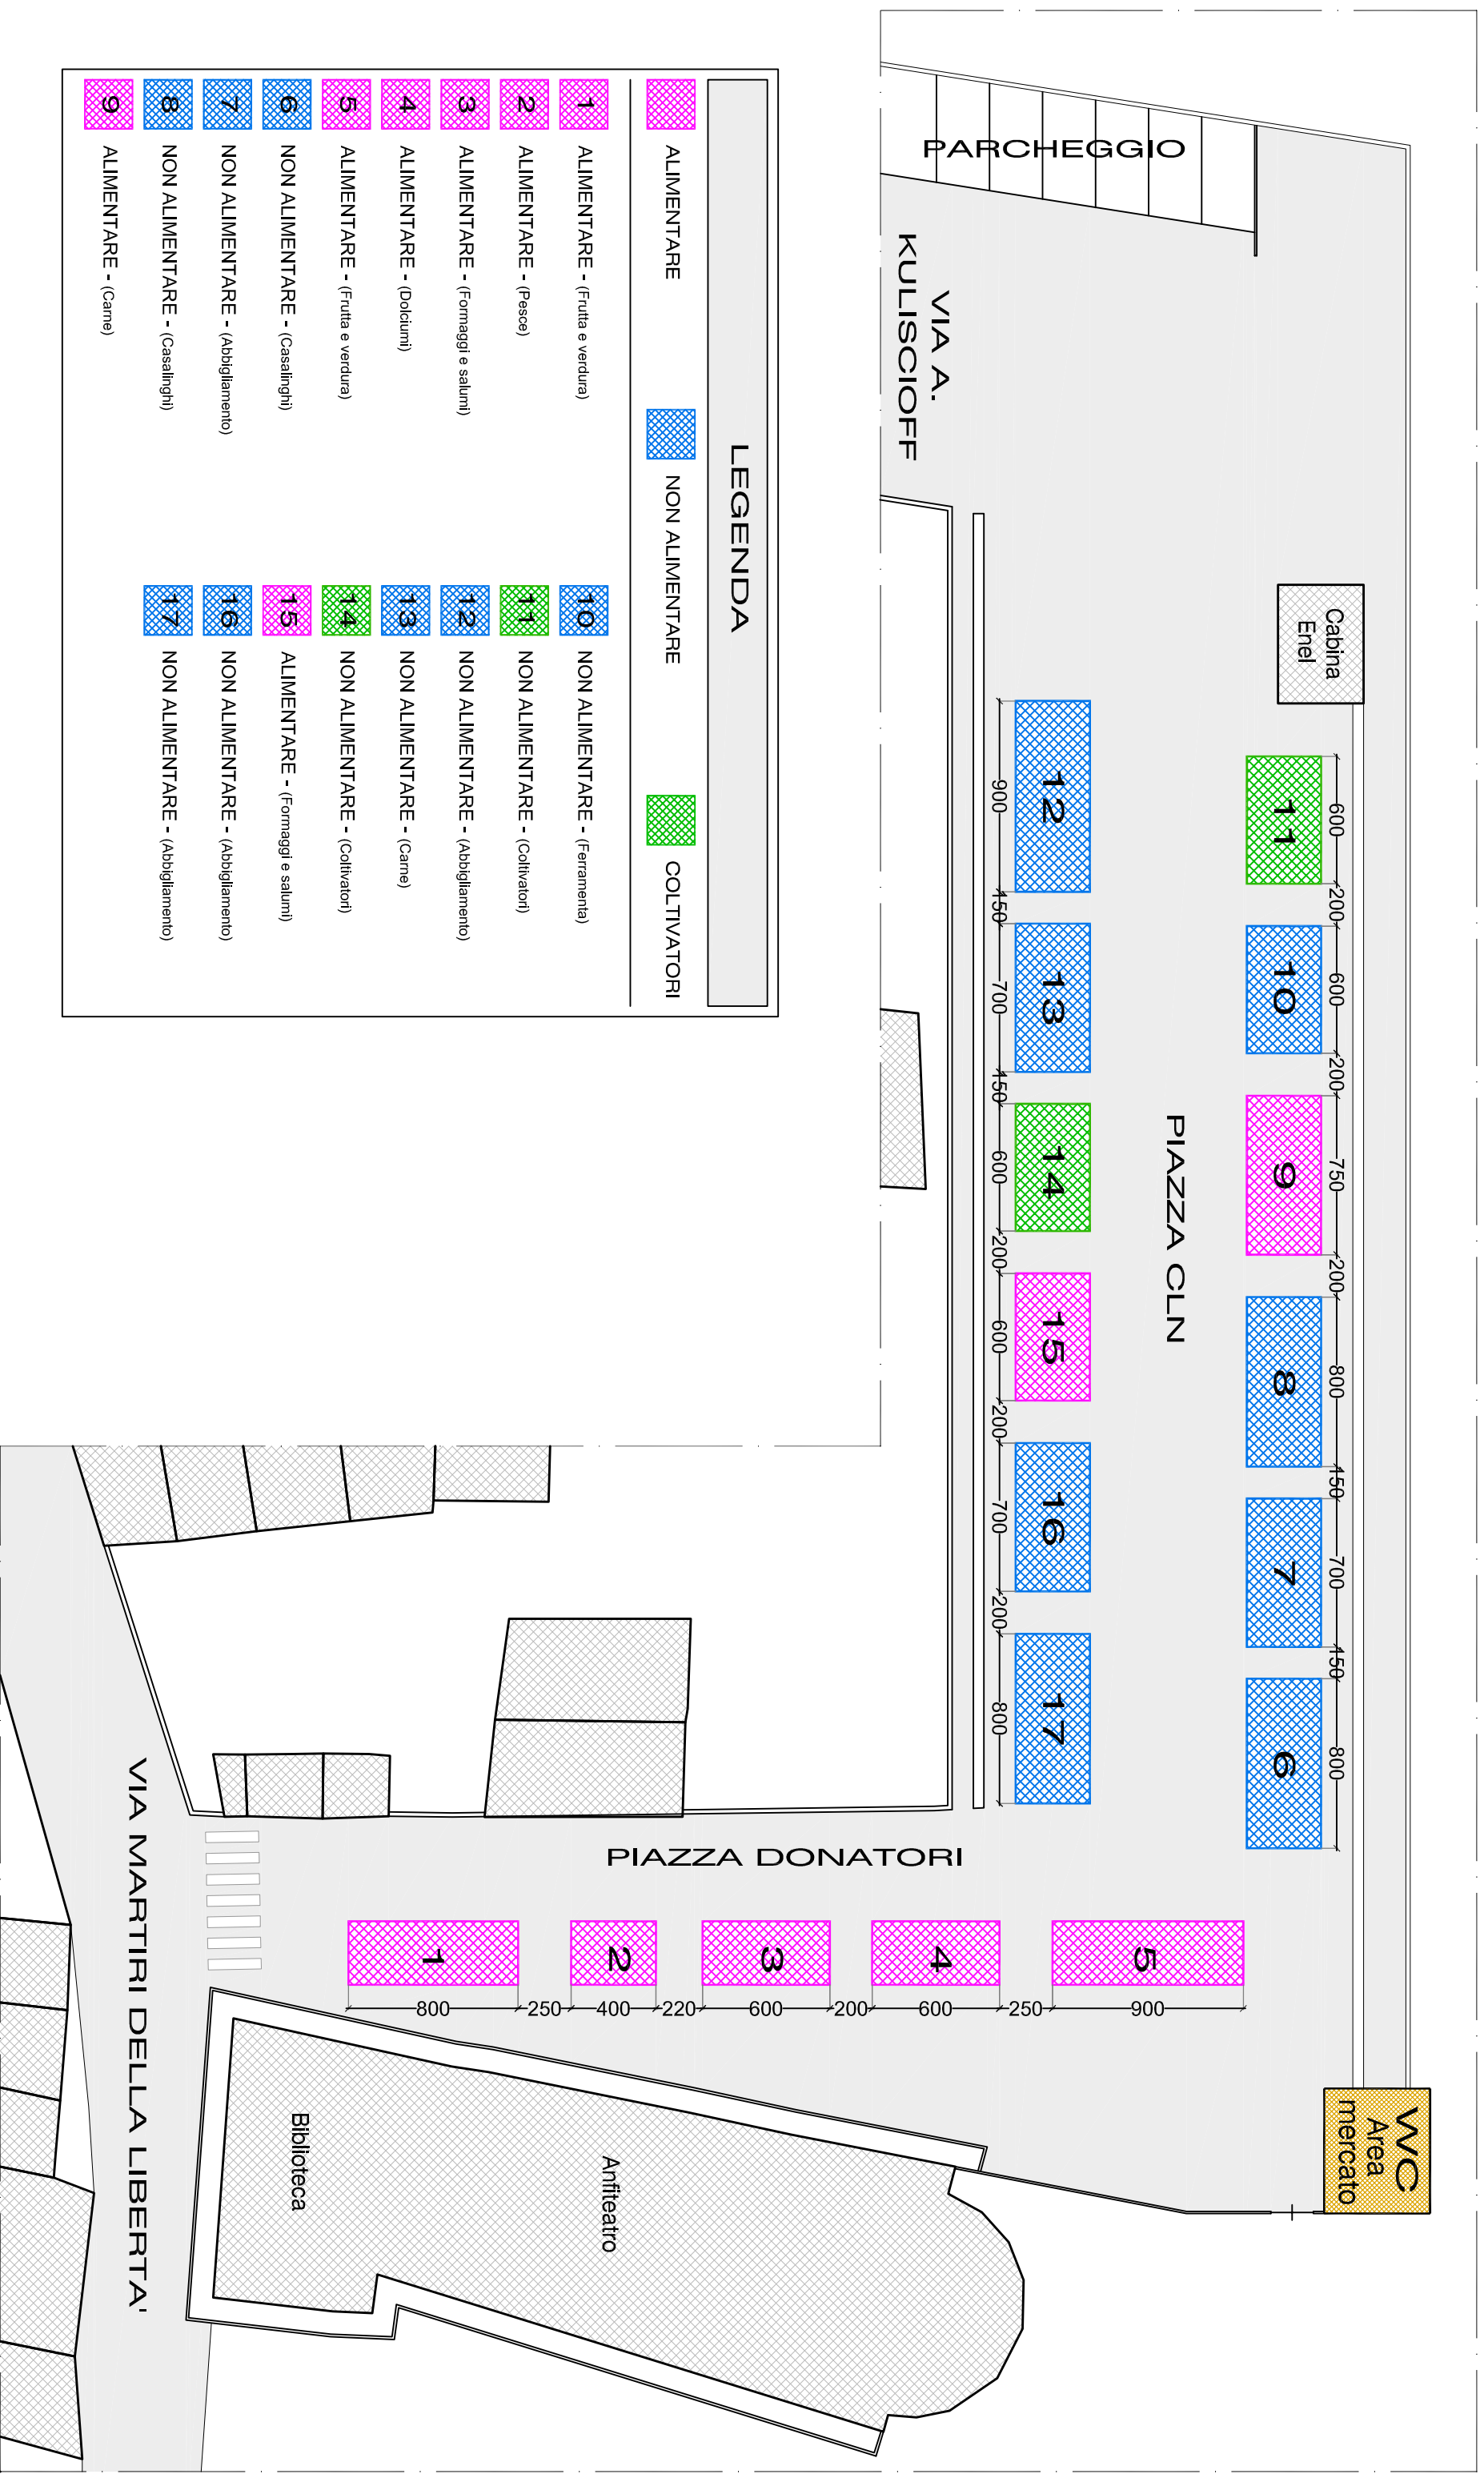 LEGENDA
ALIMENTARE
NON ALIMENTARE
COLTIVATORI
1 ALIMENTARE - (Frutta e verdura)
2 ALIMENTARE - (Pesce)
3 ALIMENTARE - (Formaggi e salumi)
4 ALIMENTARE - (Dolciumi)
5 ALIMENTARE - (Frutta e verdura)
6 NON ALIMENTARE - (Casalinghi)
7 NON ALIMENTARE - (Abbigliamento)
8 NON ALIMENTARE - (Casalinghi)
9 ALIMENTARE - (Carne)
10 NON ALIMENTARE - (Ferramenta)
11 NON ALIMENTARE - (Coltivatori)
12 NON ALIMENTARE - (Abbigliamento)
13 NON ALIMENTARE - (Carne)
14 NON ALIMENTARE - (Coltivatori)
15 ALIMENTARE - (Formaggi e salumi)
16 NON ALIMENTARE - (Abbigliamento)
17 NON ALIMENTARE - (Abbigliamento)
PARCHEGGIO
VIA A.
KULISCIOFF
Cabina
Enel
600 200 600 200 750 200 800 150 700 150 800
11 10 9 8 7 6
PIAZZA CLN
12 13 14 15 16 17
900 150 700 150 600 200 600 200 700 200 800
WC
Area
mercato
PIAZZA DONATORI
1 2 3 4 5
800 250 400 220 600 200 600 250 900
Anfiteatro
Biblioteca
VIA MARTIRI DELLA LIBERTA'